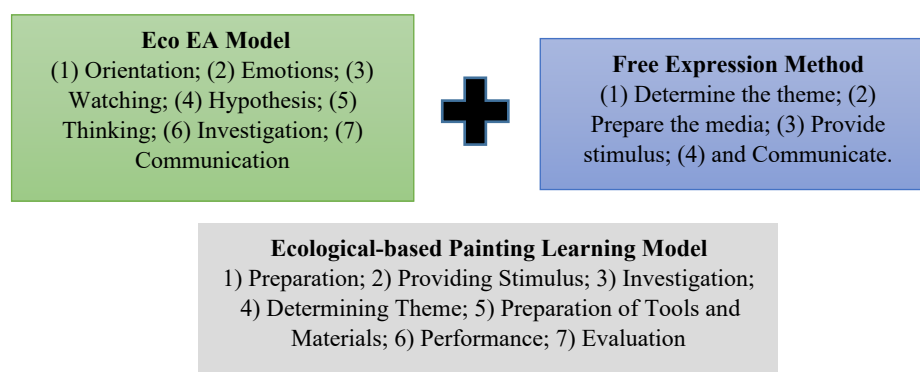 Eco EA Model
(1) Orientation; (2) Emotions; (3)
Watching; (4) Hypothesis; (5)
Thinking; (6) Investigation; (7)
Communication
Free Expression Method
(1) Determine the theme; (2)
Prepare the media; (3) Provide
stimulus; (4) and Communicate.
Ecological-based Painting Learning Model
1) Preparation; 2) Providing Stimulus; 3) Investigation;
4) Determining Theme; 5) Preparation of Tools and
Materials; 6) Performance; 7) Evaluation